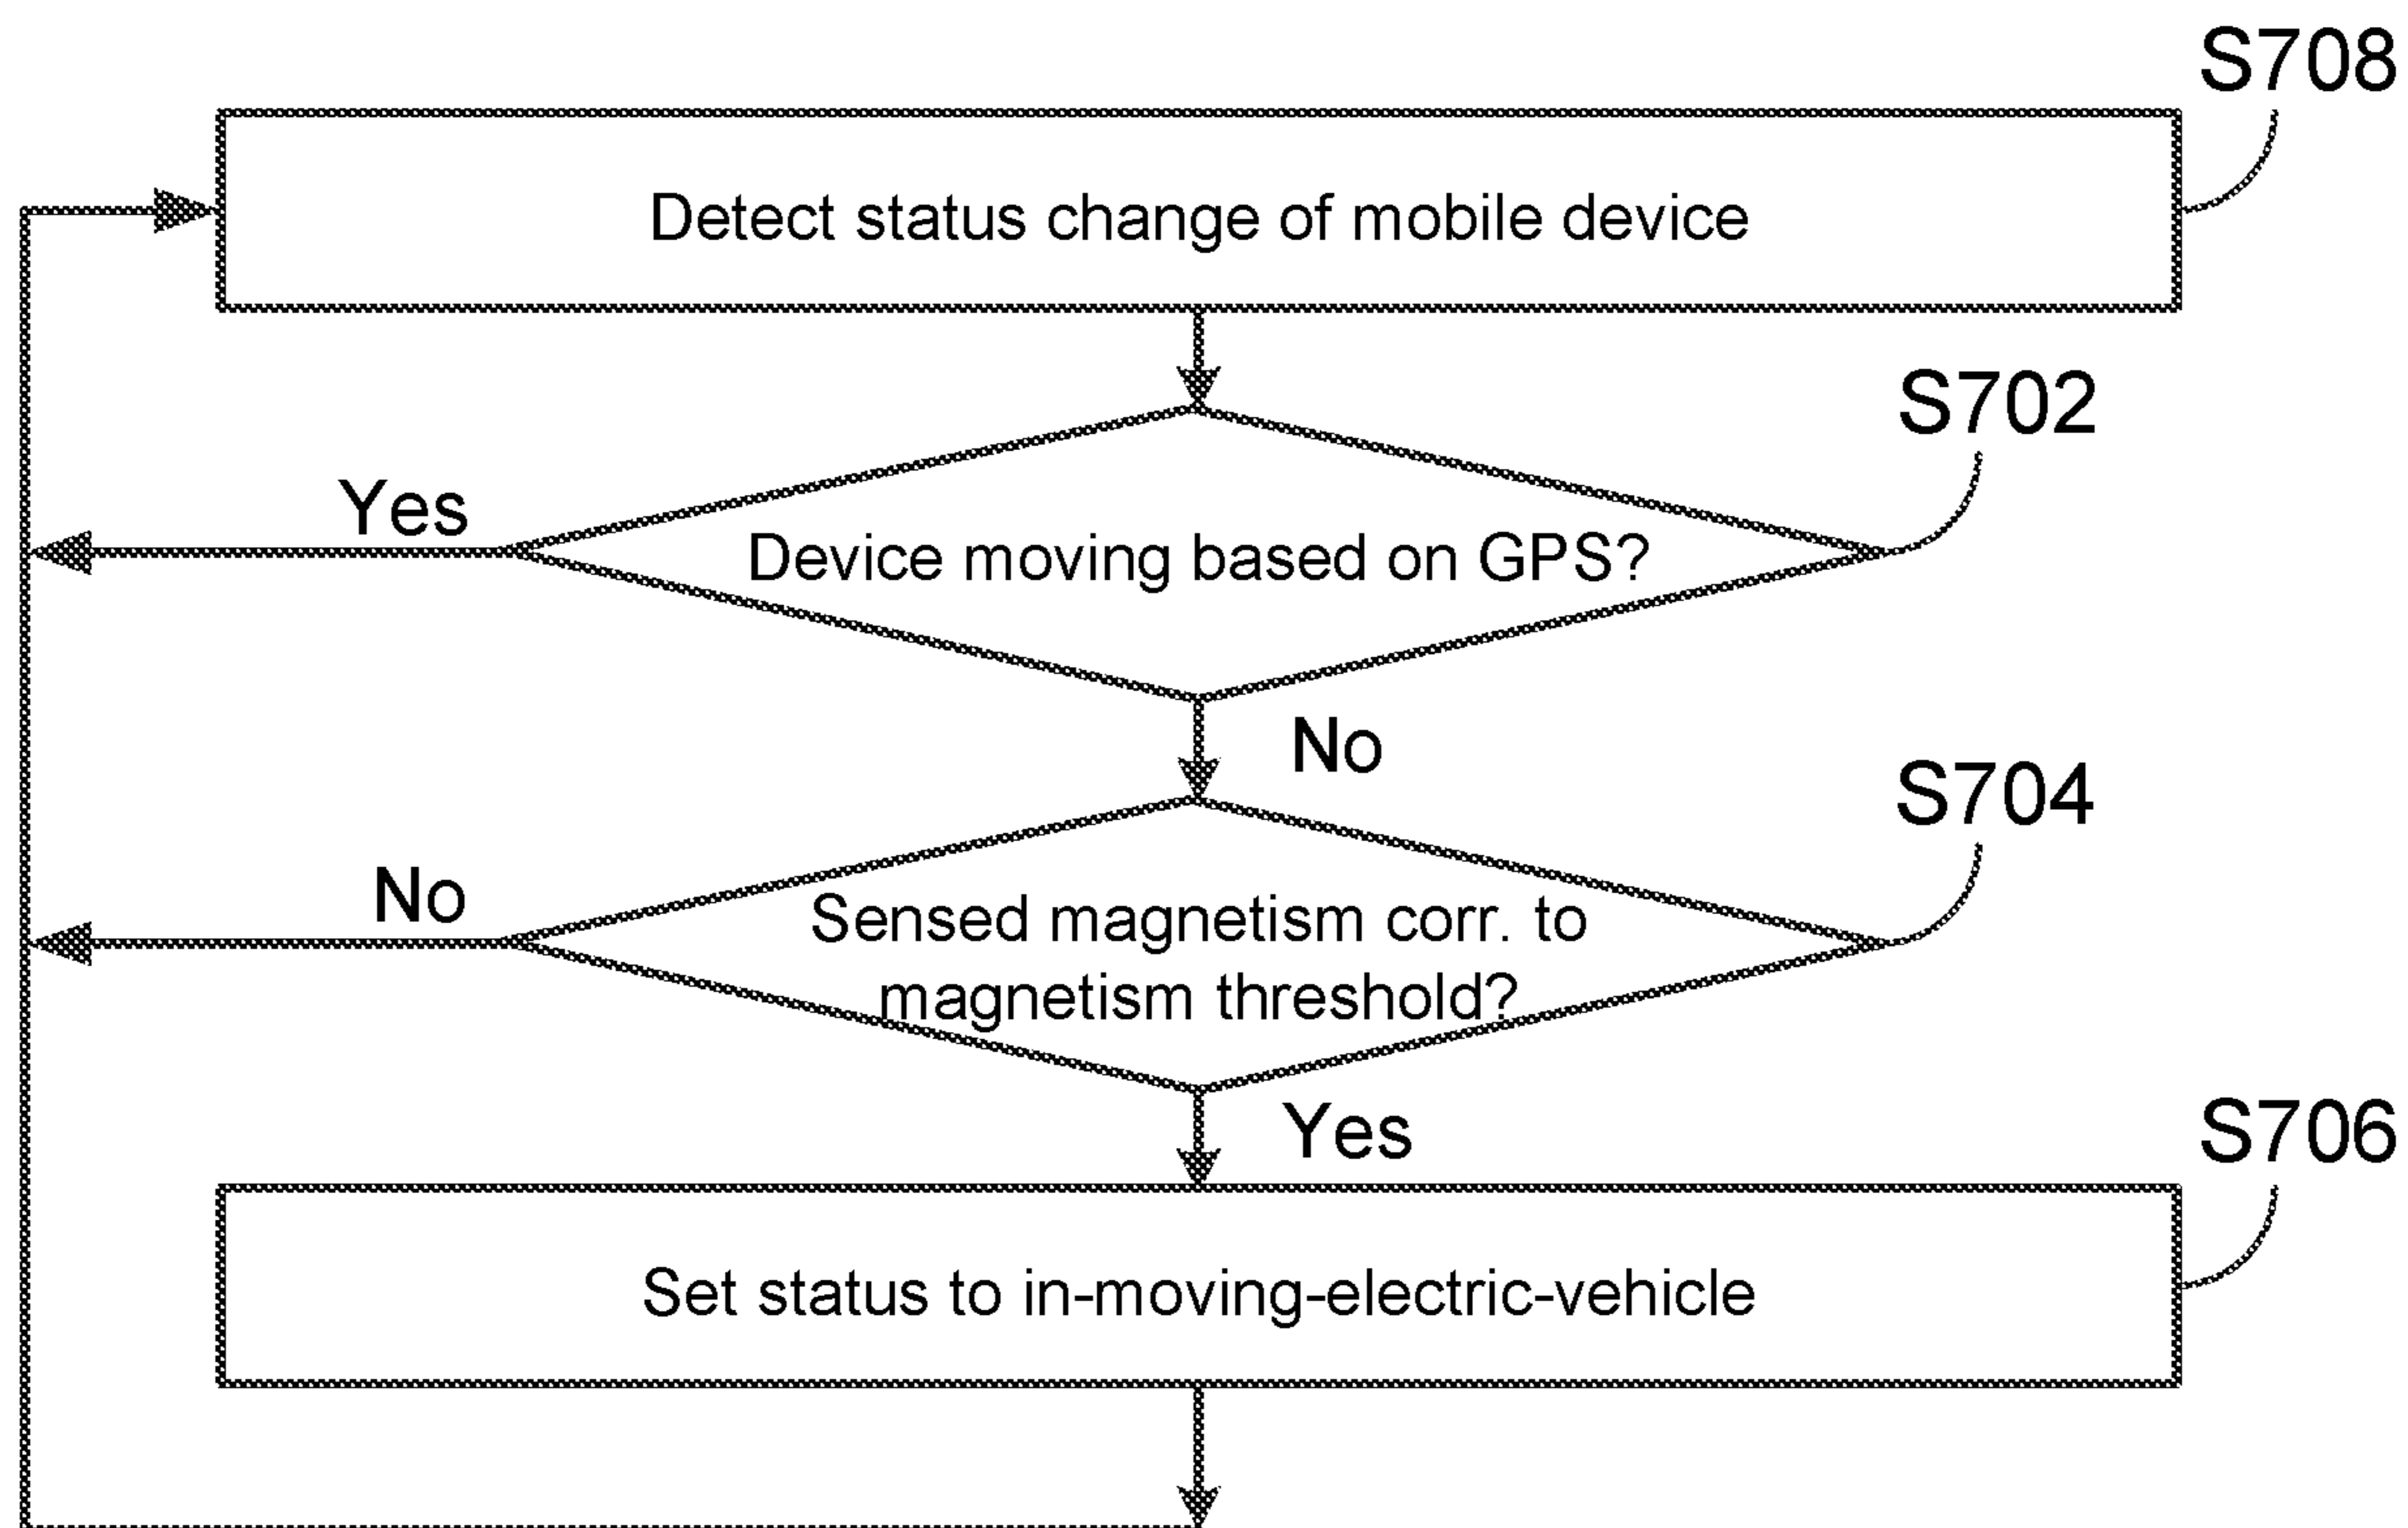 S708
Detect status change of mobile device
S702
Yes
Device moving based on GPS?
No
S704
No
Sensed magnetism corr. to
magnetism threshold?
Yes
S706
Set status to in-moving-electric-vehicle